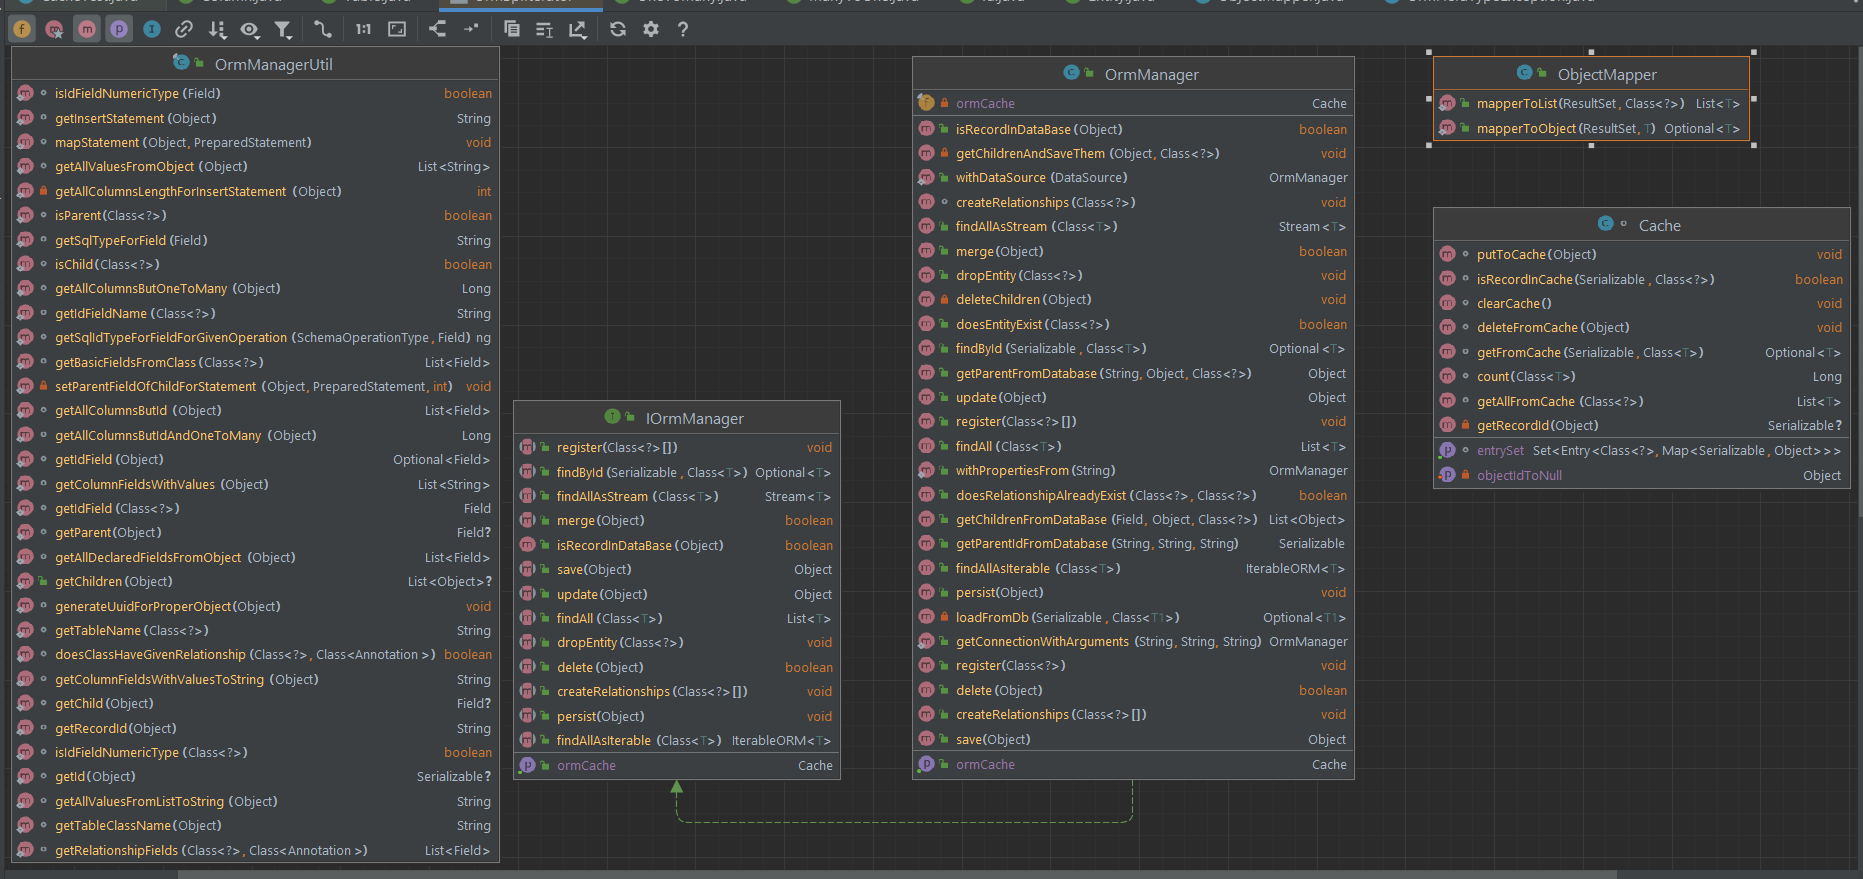 1:1
OrmManagerUtil
isIdFieldNumericType (Field) boolean
getInsertStatement (Object) String
mapStatement (Object, PreparedStatement) void
getAllValuesFromObject (Object) List<String>
getAllColumnsLengthForInsertStatement (Object) int
isParent(Class<?>) boolean
getSqlTypeForField (Field) String
isChild(Class<?>) boolean
getAllColumnsButOneToMany (Object) Long
getIdFieldName (Class<?>) String
getSqlIdTypeForFieldForGivenOperation (SchemaOperationType, Field) ng
getBasicFieldsFromClass (Class<?>) List<Field>
setParentFieldOfChildForStatement (Object, PreparedStatement, int) void
getAllColumnsButId (Object) List<Field>
getAllColumnsButIdAndOneToMany (Object) Long
getIdField (Object) Optional<Field>
getColumnFieldsWithValues (Object) List<String>
getIdField (Class<?>) Field
getParent(Object) Field?
getAllDeclaredFieldsFromObject (Object) List<Field>
getChildren (Object) List<Object>?
generateUuidForProperObject(Object) void
getTableName (Class<?>) String
doesClassHaveGivenRelationship (Class<?>, Class<Annotation >) boolean
getColumnFieldsWithValuesToString (Object) String
getChild (Object) Field?
getRecordId (Object) String
isIdFieldNumericType (Class<?>) boolean
getId(Object) Serializable?
getAllValuesFromListToString (Object) String
getTableClassName(Object) String
getRelationshipFields (Class<?>, Class<Annotation >) List<Field>
IOrmManager
register(Class<?>[]) void
findById (Serializable, Class<T>) Optional<T>
findAllAsStream (Class<T>) Stream<T>
merge(Object) boolean
isRecordInDataBase (Object) boolean
save(Object) Object
update(Object) Object
findAll (Class<T>) List<T>
dropEntity (Class<?>) void
delete (Object) boolean
createRelationships (Class<?>[]) void
persist(Object) void
findAllAsIterable (Class<T>) IterableORM<T>
ormCache Cache
OrmManager
ormCache Cache
isRecordInDataBase (Object) boolean
getChildrenAndSaveThem (Object, Class<?>) void
withDataSource (DataSource) OrmManager
createRelationships (Class<?>) void
findAllAsStream (Class<T>) Stream<T>
merge(Object) boolean
dropEntity (Class<?>) void
deleteChildren (Object) void
doesEntityExist (Class<?>) boolean
findById (Serializable, Class<T>) Optional<T>
getParentFromDatabase (String, Object, Class<?>) Object
update(Object) Object
register(Class<?>[]) void
findAll (Class<T>) List<T>
withPropertiesFrom (String) OrmManager
doesRelationshipAlreadyExist (Class<?>, Class<?>) boolean
getChildrenFromDataBase (Field, Object, Class<?>) List<Object>
getParentIdFromDatabase (String, String, String) Serializable
findAllAsIterable (Class<T>) IterableORM<T>
persist(Object) void
loadFromDb (Serializable, Class<T1>) Optional<T1>
getConnectionWithArguments (String, String, String) OrmManager
register(Class<?>) void
delete (Object) boolean
createRelationships (Class<?>[]) void
save(Object) Object
ormCache Cache
ObjectMapper
mapperToList(ResultSet, Class<?>) List<T>
mapperToObject (ResultSet, T) Optional<T>
Cache
putToCache(Object) void
isRecordInCache(Serializable, Class<?>) boolean
clearCache() void
deleteFromCache (Object) void
getFromCache (Serializable, Class<T>) Optional<T>
count(Class<T>) Long
getAllFromCache (Class<?>) List<T>
getRecordId (Object) Serializable?
entrySet Set<Entry<Class<?>, Map<Serializable, Object>>>
objectIdToNull Object